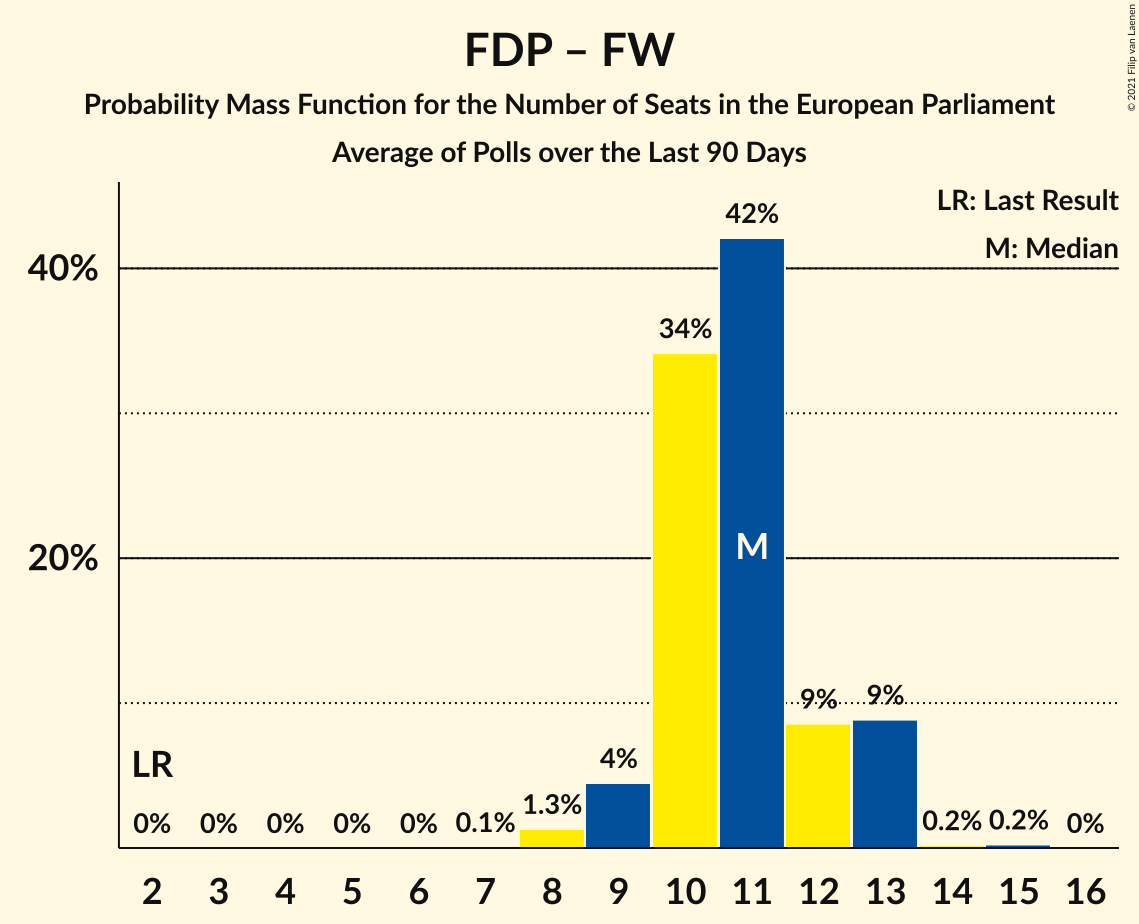 FDP – FW
Probability Mass Function for the Number of Seats in the European Parliament
Average of Polls over the Last 90 Days
© 2021 Filip van Laenen
LR: Last Result
M: Median
42%
40%
34%
20%
M
9%
9%
LR
4%
1.3%
0%
0%
0%
0%
0%
0.1%
0.2%
0.2%
0%
2 3 4 5 6 7 8 9 10 11 12 13 14 15 16